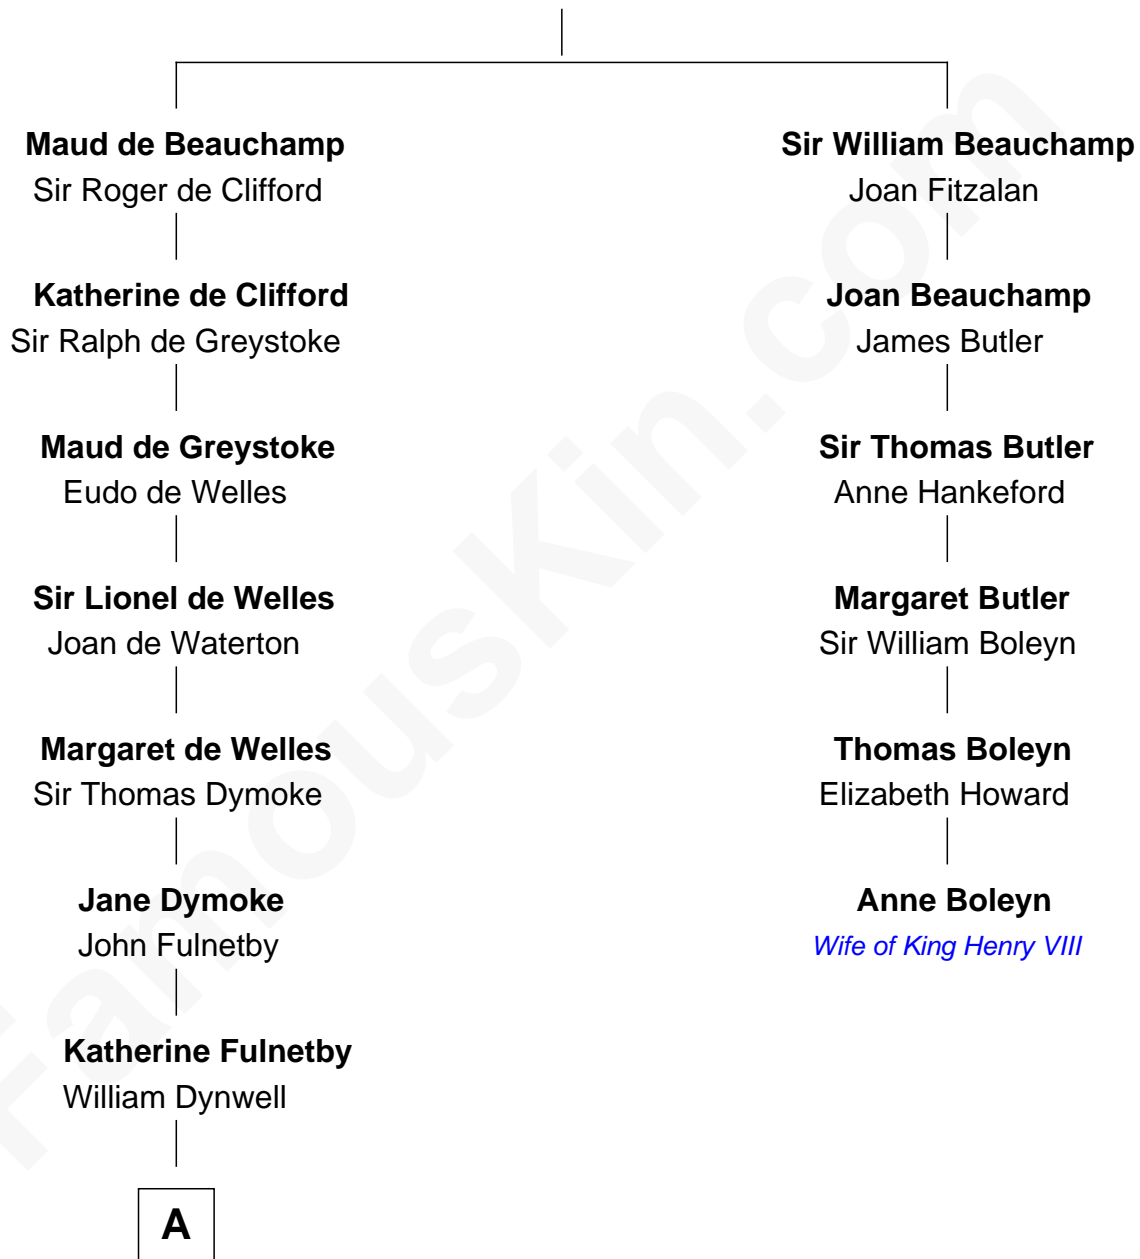 Maud de Beauchamp
Sir Roger de Clifford
Katherine de Clifford
Sir Ralph de Greystoke
Maud de Greystoke
Eudo de Welles
Sir Lionel de Welles
Joan de Waterton
Margaret de Welles
Sir Thomas Dymoke
Jane Dymoke
John Fulnetby
Katherine Fulnetby
William Dynwell
A
Sir William Beauchamp
Joan Fitzalan
Joan Beauchamp
James Butler
Sir Thomas Butler
Anne Hankeford
Margaret Butler
Sir William Boleyn
Thomas Boleyn
Elizabeth Howard
Anne Boleyn
Wife of King Henry VIII
FamousKin.com